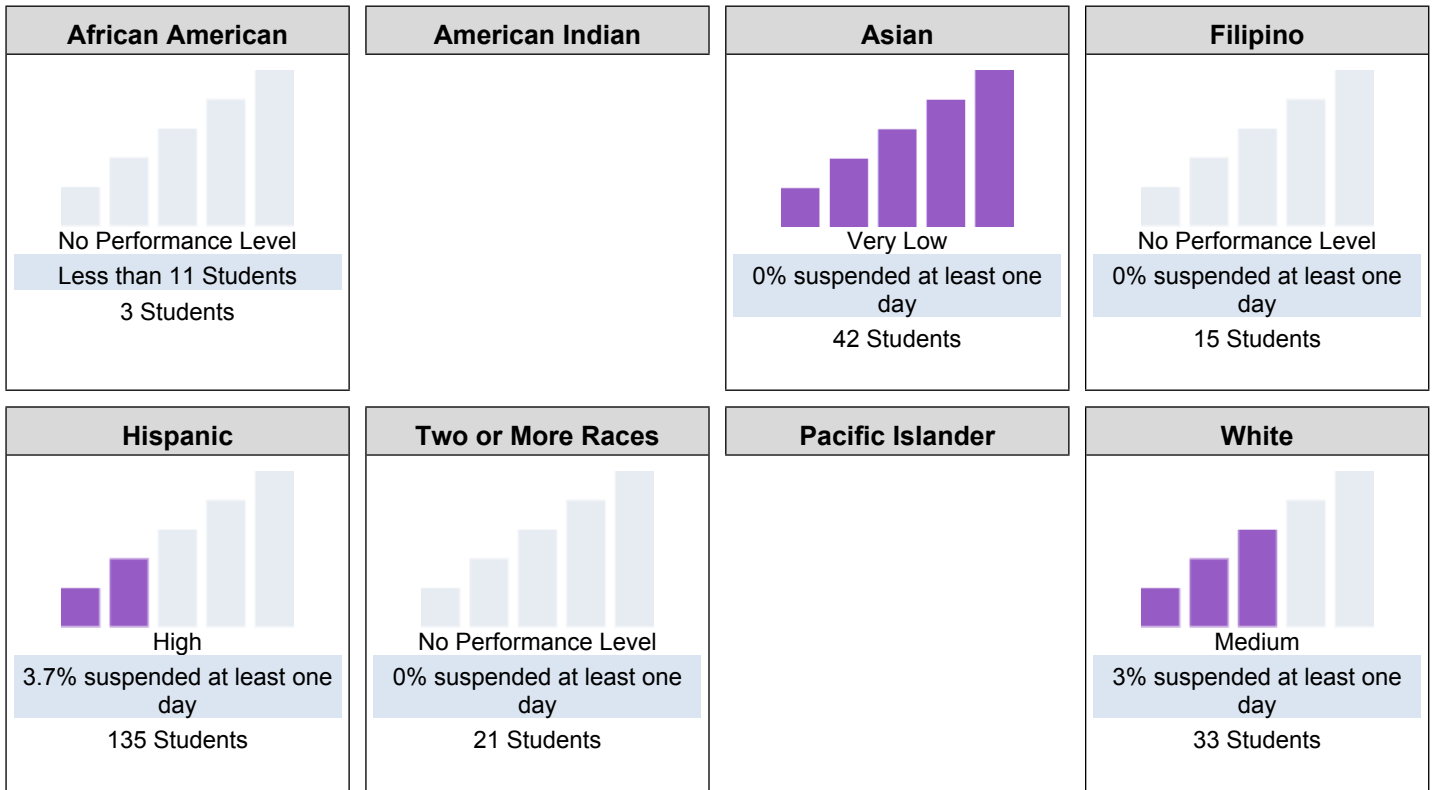 African American
No Performance Level
Less than 11 Students
3 Students
American Indian
Asian
Very Low
0% suspended at least one
day
42 Students
Filipino
No Performance Level
0% suspended at least one
day
15 Students
Hispanic
High
3.7% suspended at least one
day
135 Students
Two or More Races
No Performance Level
0% suspended at least one
day
21 Students
Pacific Islander
White
Medium
3% suspended at least one
day
33 Students